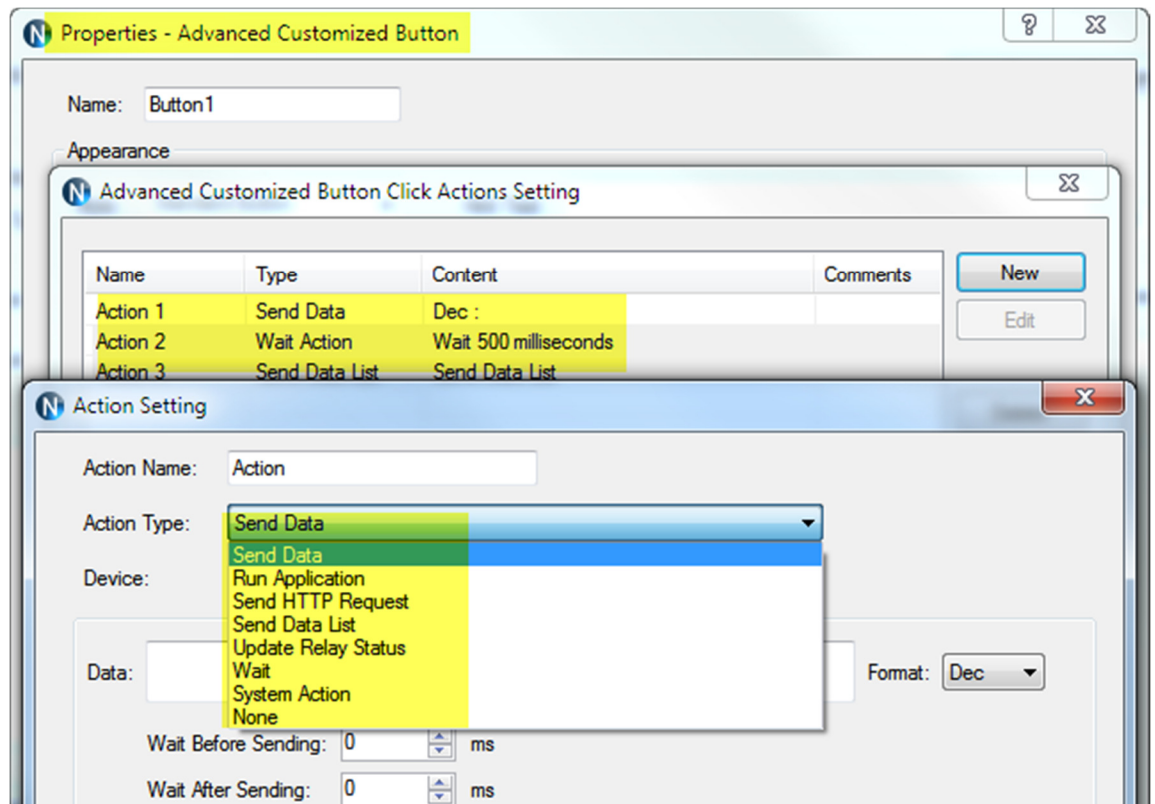 Properties - Advanced Customized Button
Name: Button1
Appearance
Advanced Customized Button Click Actions Setting
Name Type Content Comments New
Action 1 Send Data Dec :
Edit
Action 2 Wait Action Wait 500 milliseconds
Action 3 Send Data List Send Data List
Action Setting
Action Name: Action
Action Type: Send Data
Send Data
Device:
Run Application
Send HTTP Request
Send Data List
Update Relay Status
Data:
Wait
Format: Dec
System Action
None
Wait Before Sending: 0 ms
Wait After Sending: 0 ms